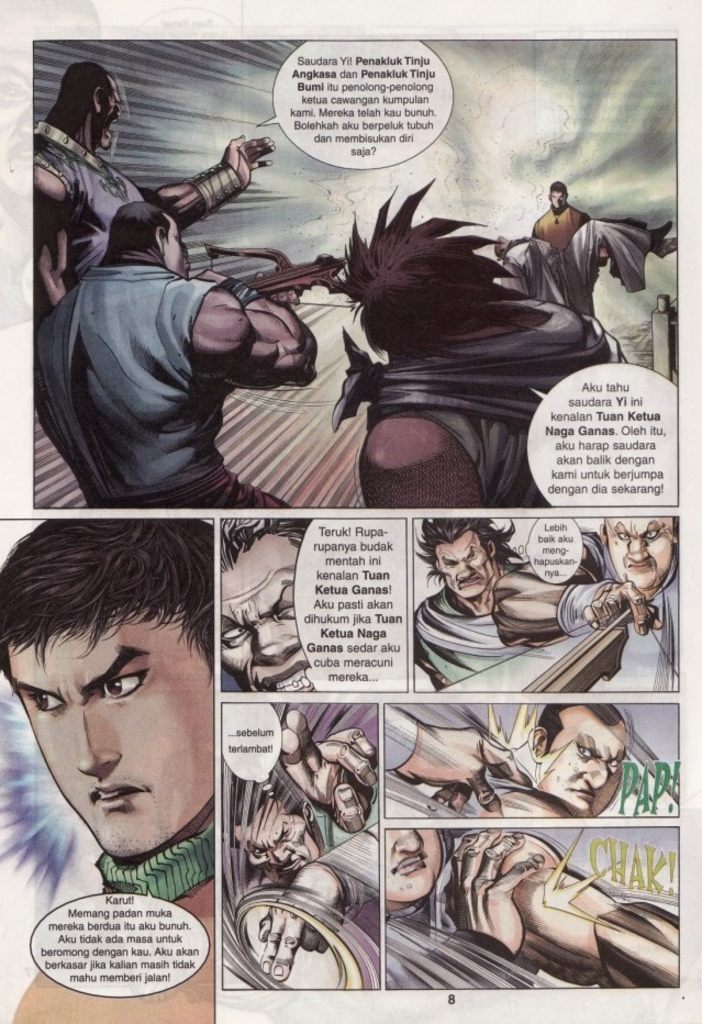 Saudara Yi! Penakluk Tinju
Angkasa dan Penakluk Tinju
Bumi itu penolong-penolong
ketua cawangan kumpulan
kami. Mereka telah kau bunuh.
Bolehkah aku berpeluk tubuh
dan membisukan diri
saja?
Aku tahu
saudara Yi ini
kenalan Tuan Ketua
Naga Ganas. Oleh itu,
aku harap saudara
akan balik dengan
kami untuk berjumpa
dengan dia sekarang!
Karut!
Memang padan muka
mereka berdua itu aku bunuh.
Aku tidak ada masa untuk
beromong dengan kau. Aku akan
berkasar jika kalian masih tidak
mahu memberi jalan!
Teruk! Rupa-
rupanya budak
mentah ini
kenalan Tuan
Ketua Ganas!
Aku pasti akan
dihukum jika Tuan
Ketua Naga
Ganas sedar aku
cuba meracuni
mereka...
Lebih
baik aku
meng-
hapuskan-
nya...
...sebelum
terlambat!
PAP!
CHAK!
8